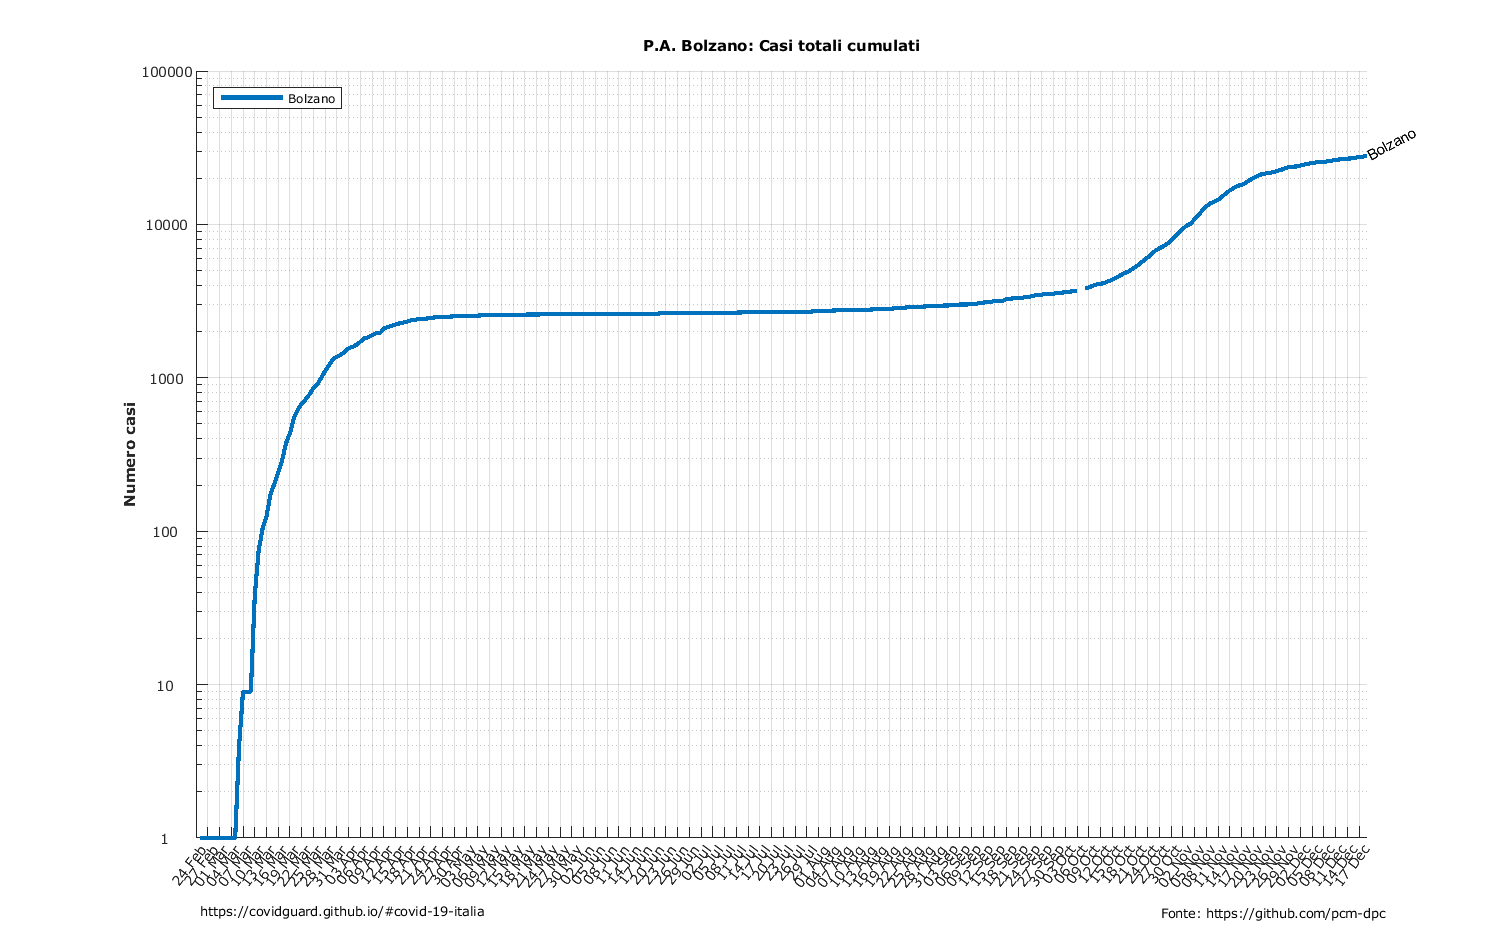 P.A. Bolzano: Casi totali cumulati
100000
10000
1000
100
10
1
Numero casi
Bolzano
Bolzano
24 Feb
27 Feb
01 Mar
04 Mar
07 Mar
10 Mar
13 Mar
16 Mar
19 Mar
22 Mar
25 Mar
28 Mar
31 Mar
03 Apr
06 Apr
09 Apr
12 Apr
15 Apr
18 Apr
21 Apr
24 Apr
27 Apr
30 Apr
03 May
06 May
09 May
12 May
15 May
18 May
21 May
24 May
27 May
30 May
02 Jun
05 Jun
08 Jun
11 Jun
14 Jun
17 Jun
20 Jun
23 Jun
26 Jun
29 Jun
02 Jul
05 Jul
08 Jul
11 Jul
14 Jul
17 Jul
20 Jul
23 Jul
26 Jul
29 Jul
01 Aug
04 Aug
07 Aug
10 Aug
13 Aug
16 Aug
19 Aug
22 Aug
25 Aug
28 Aug
31 Aug
03 Sep
06 Sep
09 Sep
12 Sep
15 Sep
18 Sep
21 Sep
24 Sep
27 Sep
30 Sep
03 Oct
06 Oct
09 Oct
12 Oct
15 Oct
18 Oct
21 Oct
24 Oct
27 Oct
30 Oct
02 Nov
05 Nov
08 Nov
11 Nov
14 Nov
17 Nov
20 Nov
23 Nov
26 Nov
29 Nov
02 Dec
05 Dec
08 Dec
11 Dec
14 Dec
17 Dec
https://covidguard.github.io/#covid-19-italia
Fonte: https://github.com/pcm-dpc